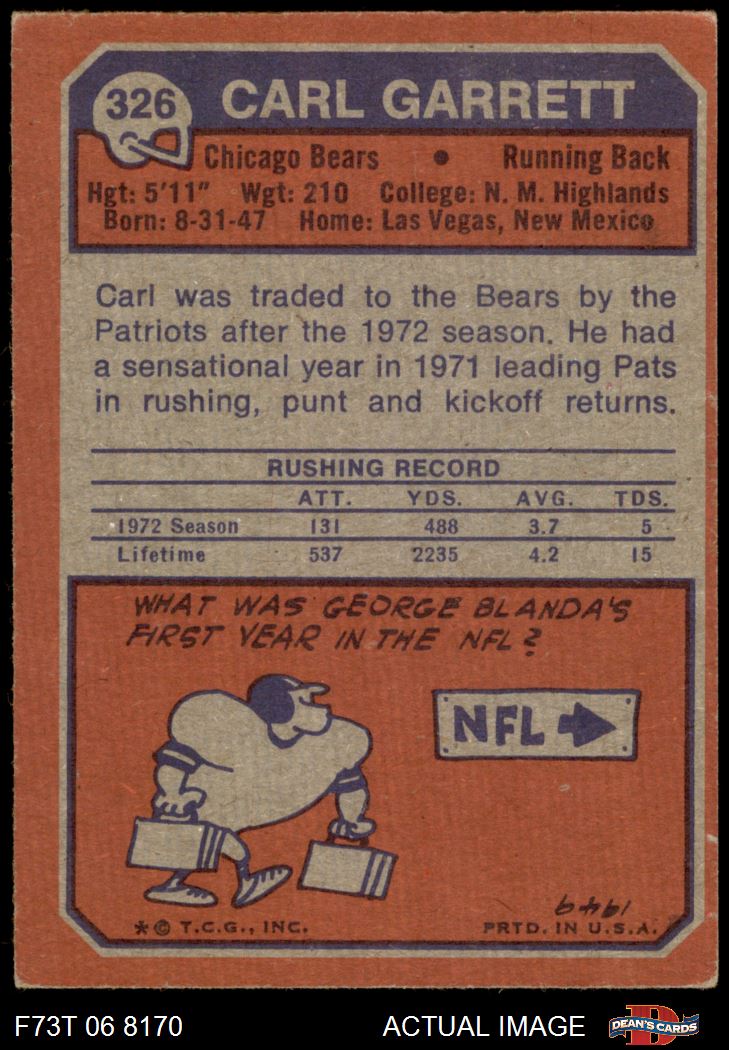 326 CARL GARRETT
Chicago Bears • Running Back
Hgt: 5'11" Wgt: 210 College: N. M. Highlands
Born: 8-31-47 Home: Las Vegas, New Mexico
Carl was traded to the Bears by the
Patriots after the 1972 season. He had
a sensational year in 1971 leading Pats
in rushing, punt and kickoff returns.
RUSHING RECORD
ATT. YDS. AVG. TDS.
1972 Season 131 488 3.7 5
Lifetime 537 2235 4.2 15
WHAT WAS GEORGE BLANDA'S
FIRST YEAR IN THE NFL?
NFL
1949
*© T.C.G., INC. PRTD. IN U.S.A.
F73T 06 8170 ACTUAL IMAGE DEAN'S CARDS